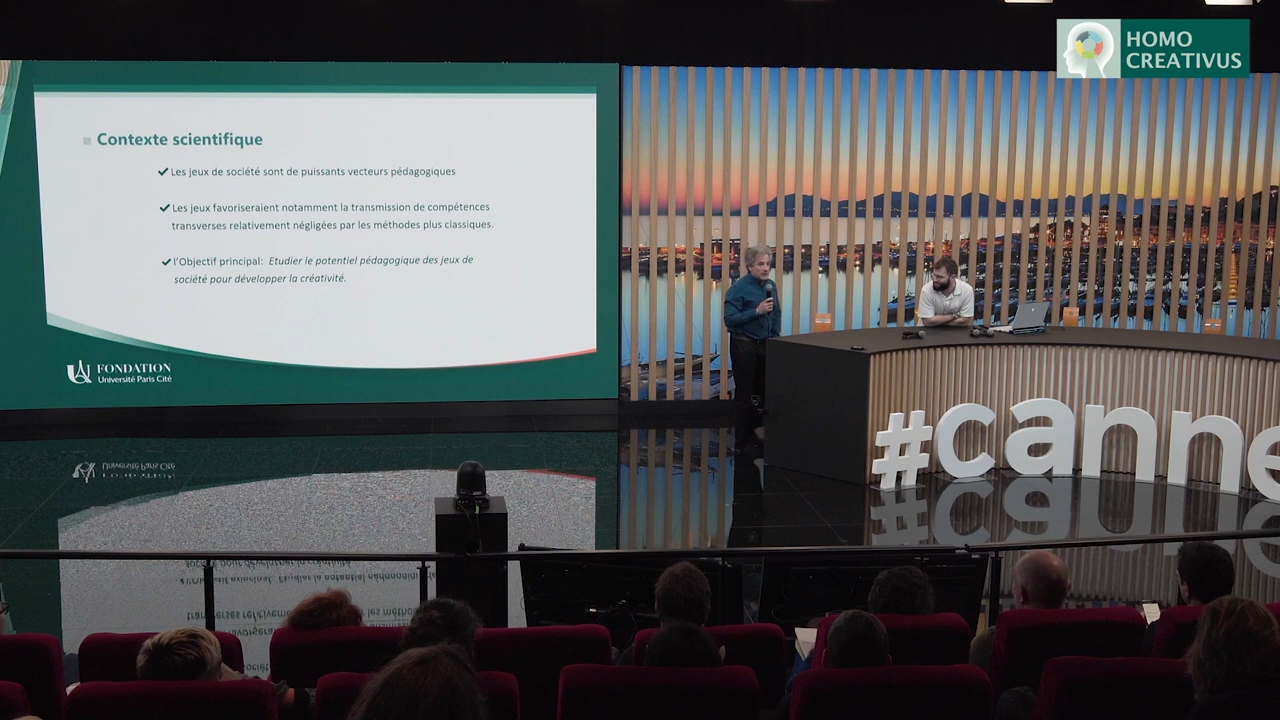 HOMO
CREATIVUS
Contexte scientifique
Les jeux de société sont de puissants vecteurs pédagogiques
Les jeux favoriseraient notamment la transmission de compétences
transverses relativement négligées par les méthodes plus classiques.
l'Objectif principal: Etudier le potentiel pédagogique des jeux de
société pour développer la créativité.
FONDATION
Université Paris Cité
#canne